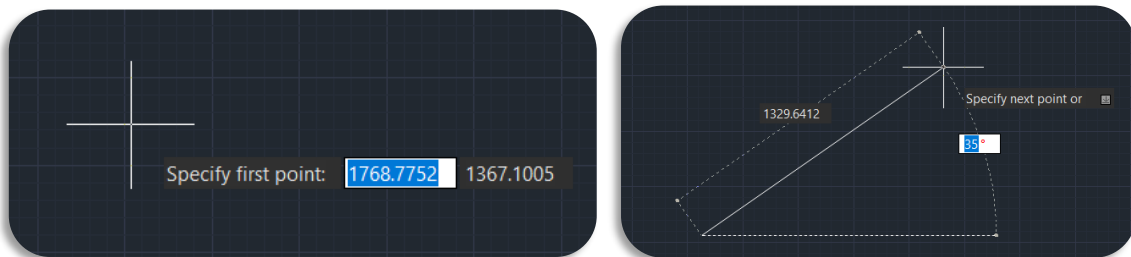 Specify first point: 1768.7752 1367.1005
Specify next point or
1329.6412
35°